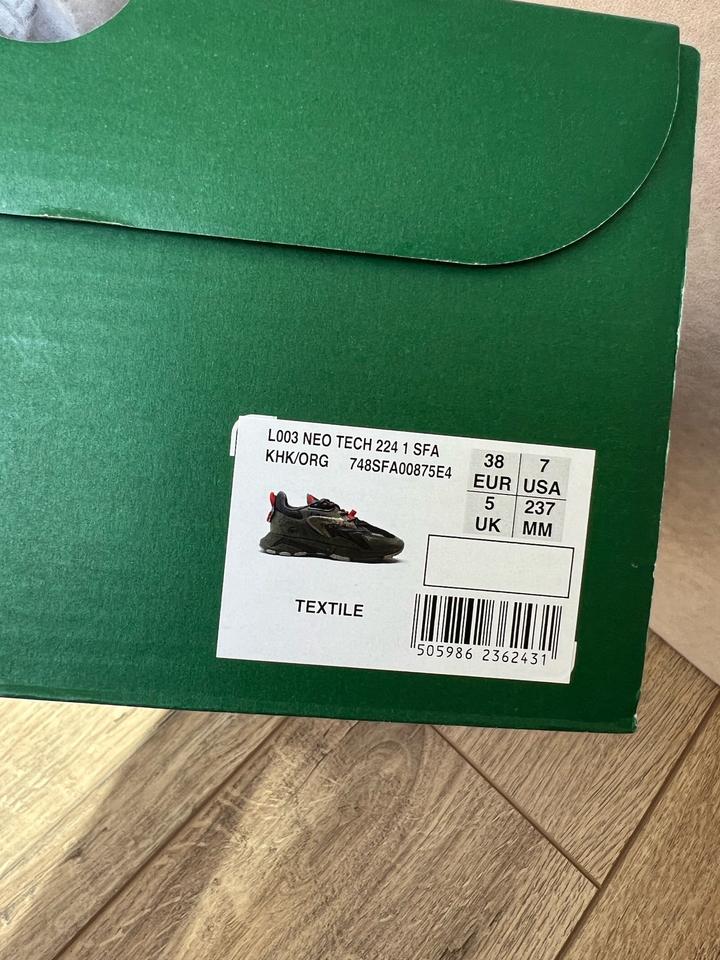 L003 NEO TECH 224 1 SFA
KHK/ORG 748SFA00875E4
38 7
EUR USA
5 237
UK MM
TEXTILE
505986 2362431